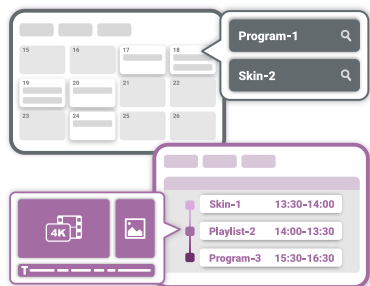 Program-1
Skin-2
15 16 17 18
19 20 21 22
23 24 25 26
Skin-1 13:30-14:00
Playlist-2 14:00-13:30
Program-3 15:30-16:30
4K
T